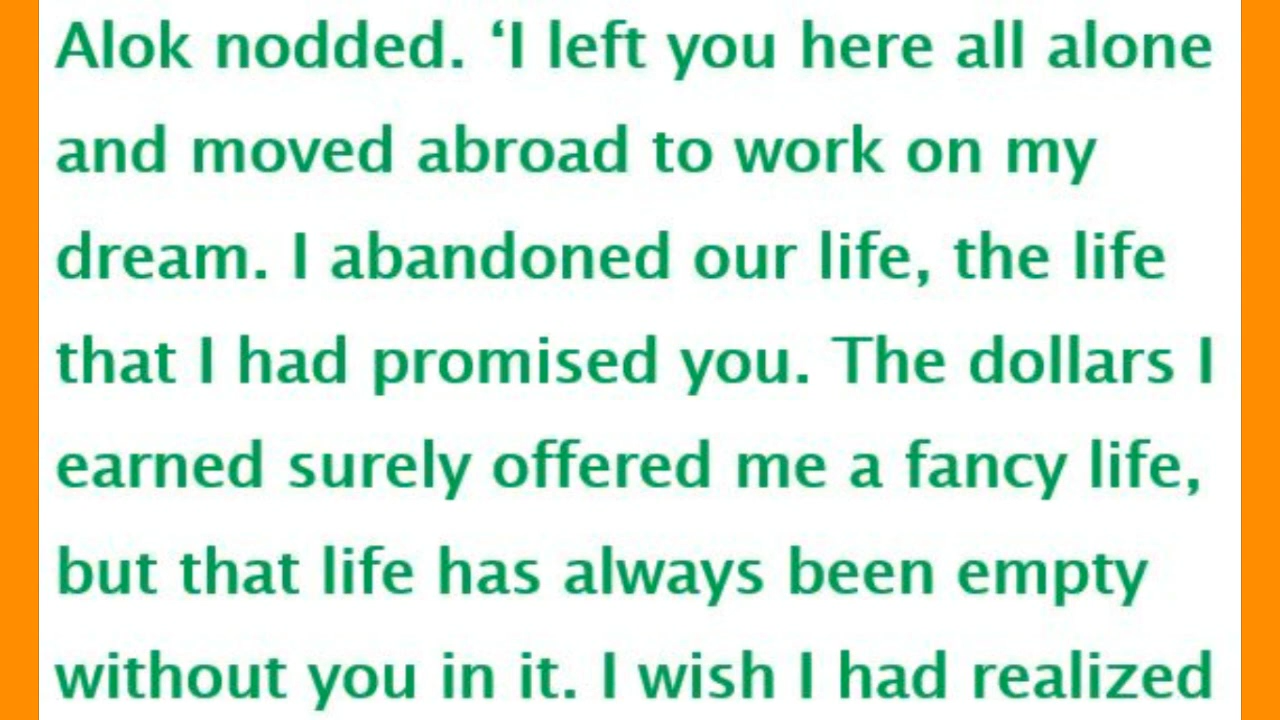 Alok nodded. ‘I left you here all alone
and moved abroad to work on my
dream. I abandoned our life, the life
that I had promised you. The dollars I
earned surely offered me a fancy life,
but that life has always been empty
without you in it. I wish I had realized